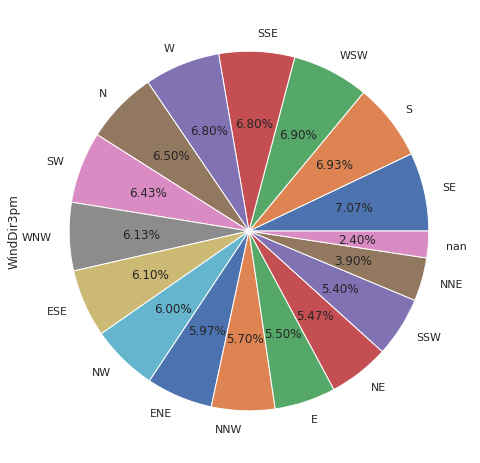 SSE
W
WSW
N
S
6.80%
6.80%
6.90%
6.50%
6.93%
SW
SE
6.43%
7.07%
WindDir3pm
WNW
6.13%
2.40%
nan
3.90%
6.10%
NNE
5.40%
ESE
6.00%
5.47%
5.97%
5.50%
5.70%
SSW
NW
NE
ENE
E
NNW